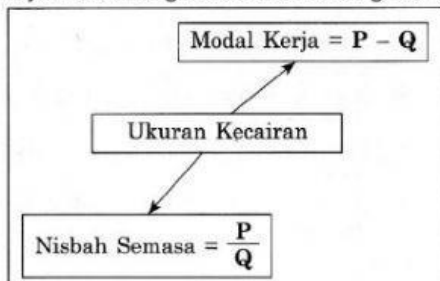 Modal Kerja = P – Q
Ukuran Kecairan
Nisbah Semasa = P/Q